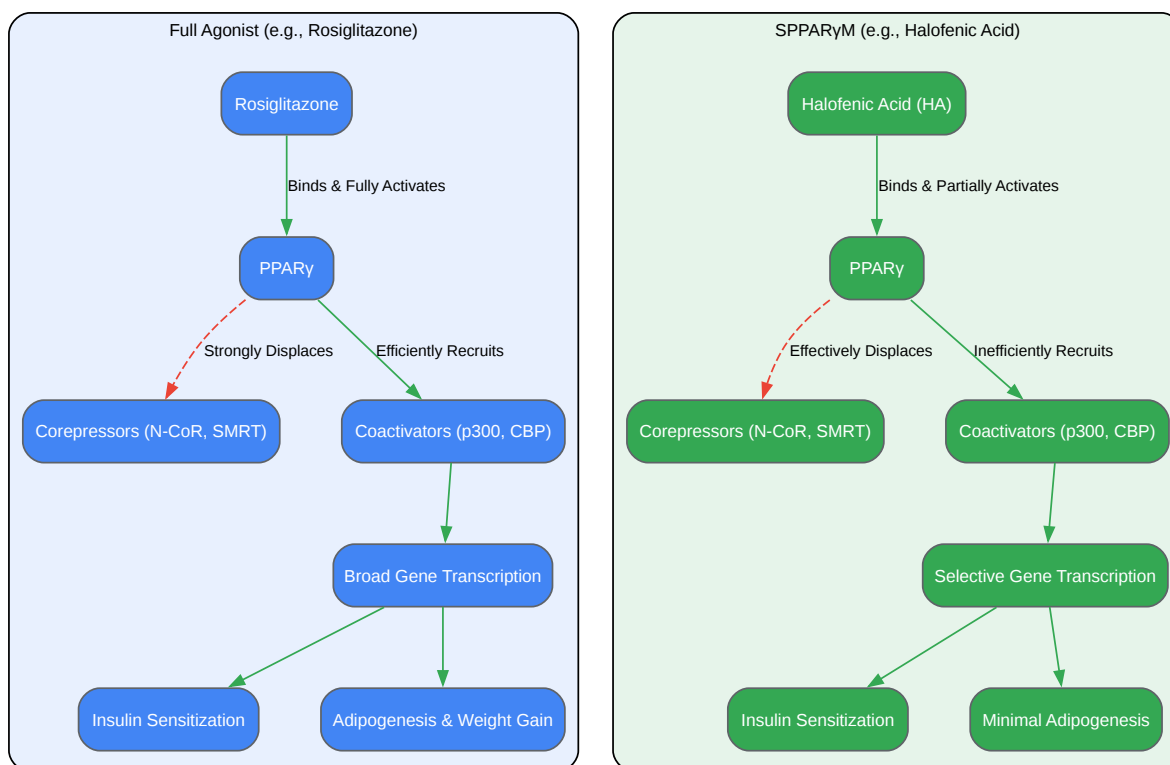 Full Agonist (e.g., Rosiglitazone)
Rosiglitazone
Binds & Fully Activates
PPARγ
Strongly Displaces
Efficiently Recruits
Corepressors (N-CoR, SMRT)
Coactivators (p300, CBP)
Broad Gene Transcription
Insulin Sensitization
Adipogenesis & Weight Gain
SPPARγM (e.g., Halofenic Acid)
Halofenic Acid (HA)
Binds & Partially Activates
PPARγ
Effectively Displaces
Inefficiently Recruits
Corepressors (N-CoR, SMRT)
Coactivators (p300, CBP)
Selective Gene Transcription
Insulin Sensitization
Minimal Adipogenesis